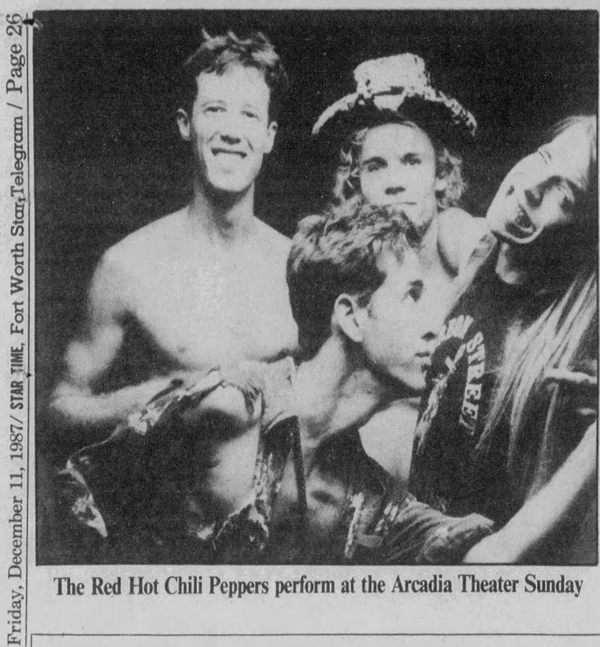 Friday, December 11, 1987/ STAR TIME, Fort Worth Star-Telegram / Page 26
STREET
The Red Hot Chili Peppers perform at the Arcadia Theater Sunday